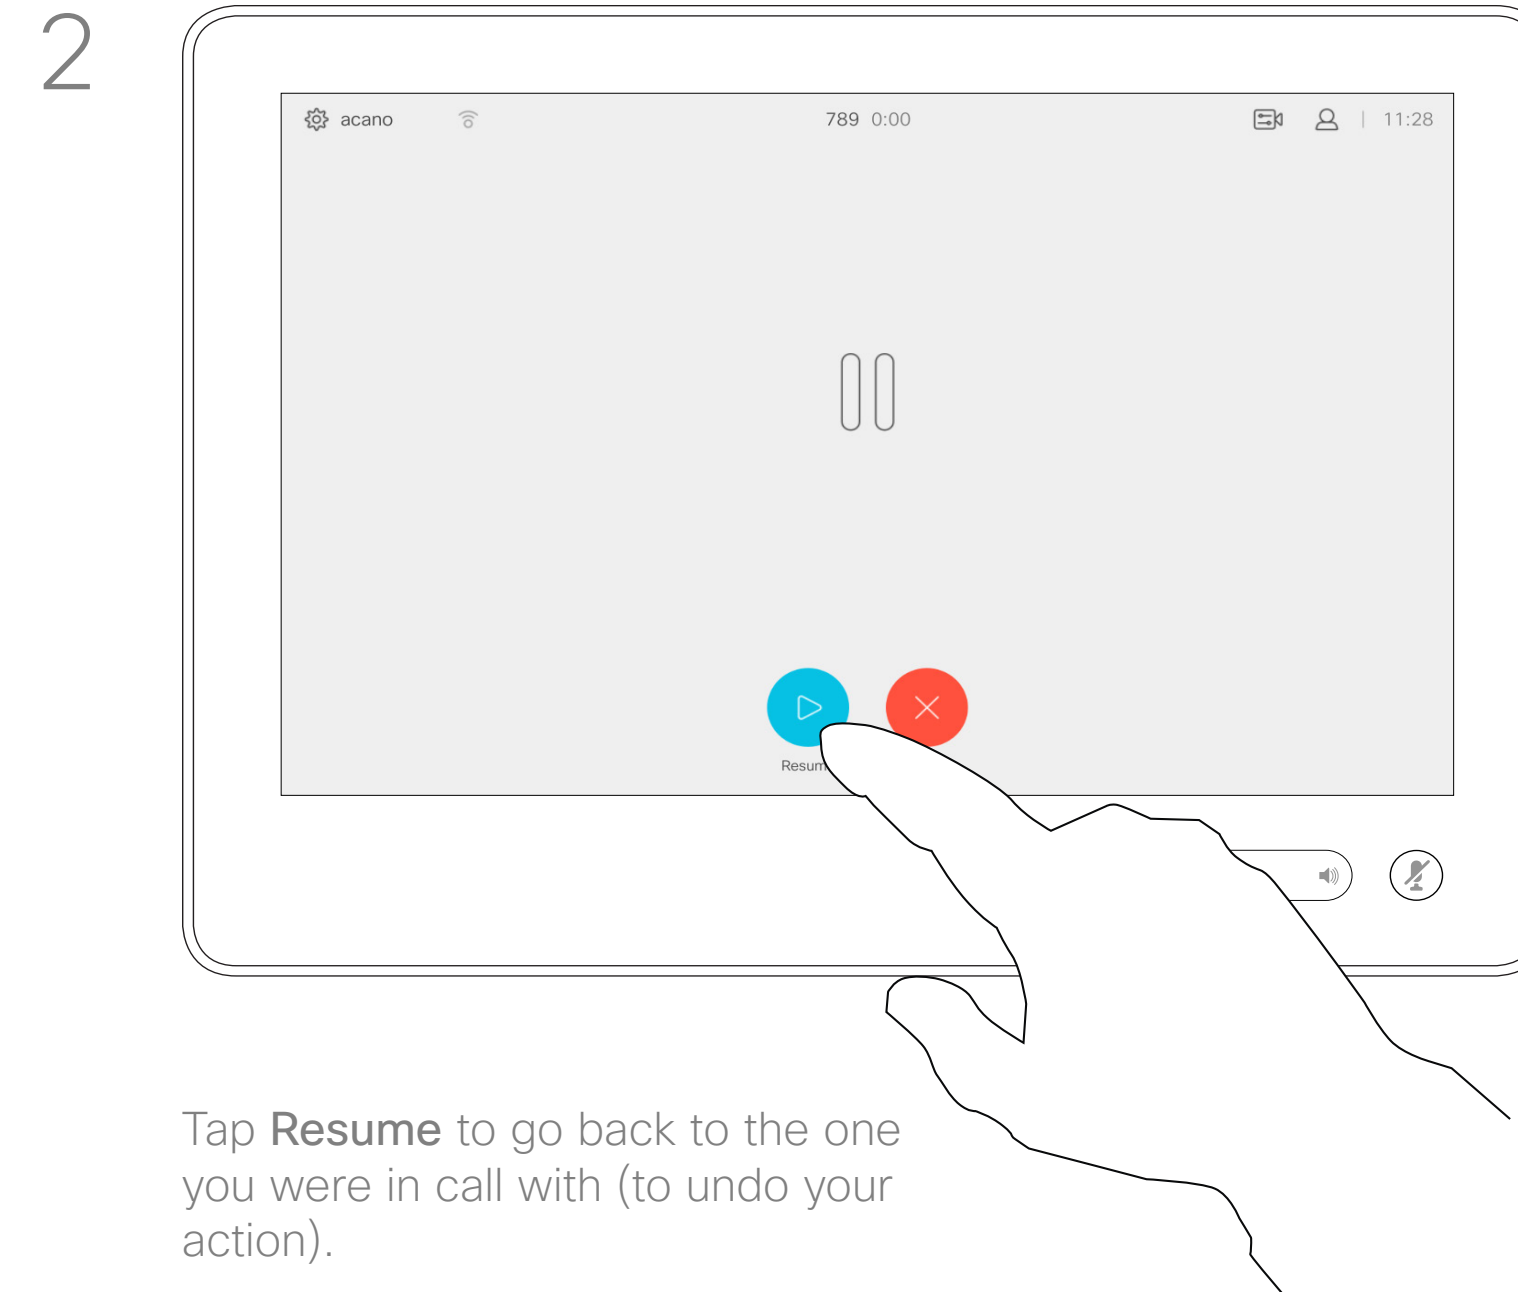 2
acano 789 0:00 11:28
Resum
Tap Resume to go back to the one
you were in call with (to undo your
action).